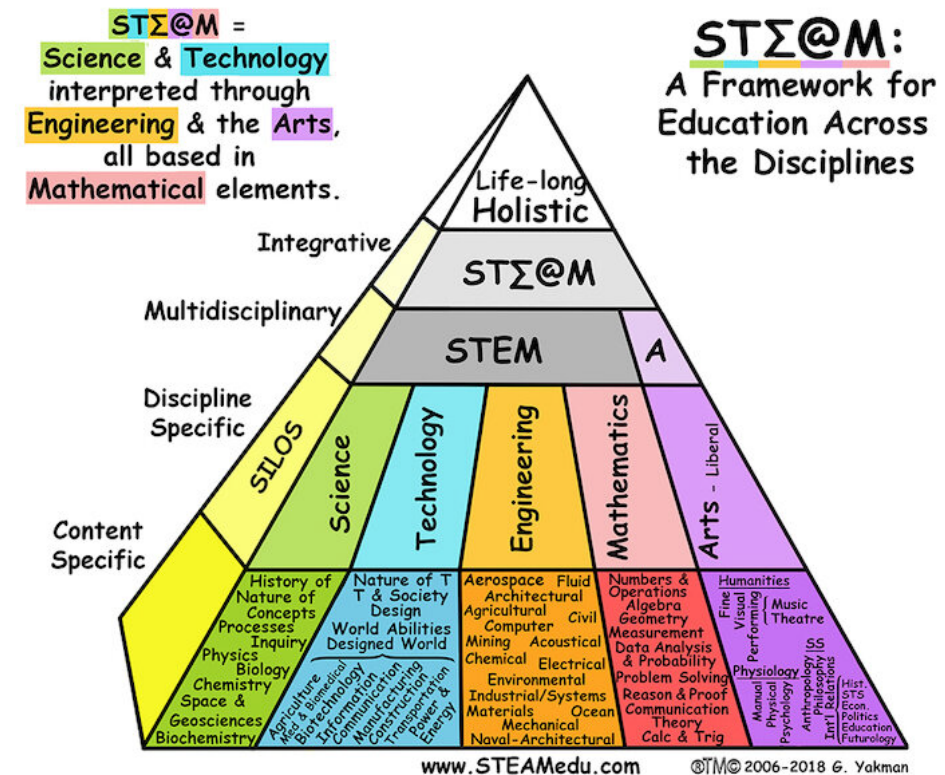 STΣ@M =
Science & Technology
interpreted through
Engineering & the Arts,
all based in
Mathematical elements.
STΣ@M:
A Framework for
Education Across
the Disciplines
Life-long
Holistic
Integrative
STΣ@M
Multidisciplinary
STEM
A
Discipline
Specific
SILOS
Science
Technology
Engineering
Mathematics
Arts - Liberal
Content
Specific
History of
Nature of
Concepts
Processes
Inquiry
Physics
Biology
Chemistry
Space &
Geosciences
Biochemistry
Nature of T
T & Society
Design
World Abilities
Designed World
Agriculture
Med & Biomedical
Biotechnology
Information
Communication
Manufacturing
Construction
Transportation
Power &
Energy
Aerospace Fluid
Architectural
Agricultural Civil
Computer
Mining Acoustical
Chemical Electrical
Environmental
Industrial/Systems
Materials Ocean
Mechanical
Naval-Architectural
Numbers &
Operations
Algebra
Geometry
Measurement
Data Analysis
& Probability
Problem Solving
Reason & Proof
Communication
Theory
Calc & Trig
Humanities
Fine
Visual
Performing
Music
Theatre
Physiology
Manual
Physical
Psychology
SS
Anthropology
Philosophy
Int'l Relations
Hist.
STS
Econ.
Politics
Education
Futurology
www.STEAMedu.com
®TM© 2006-2018 G. Yakman